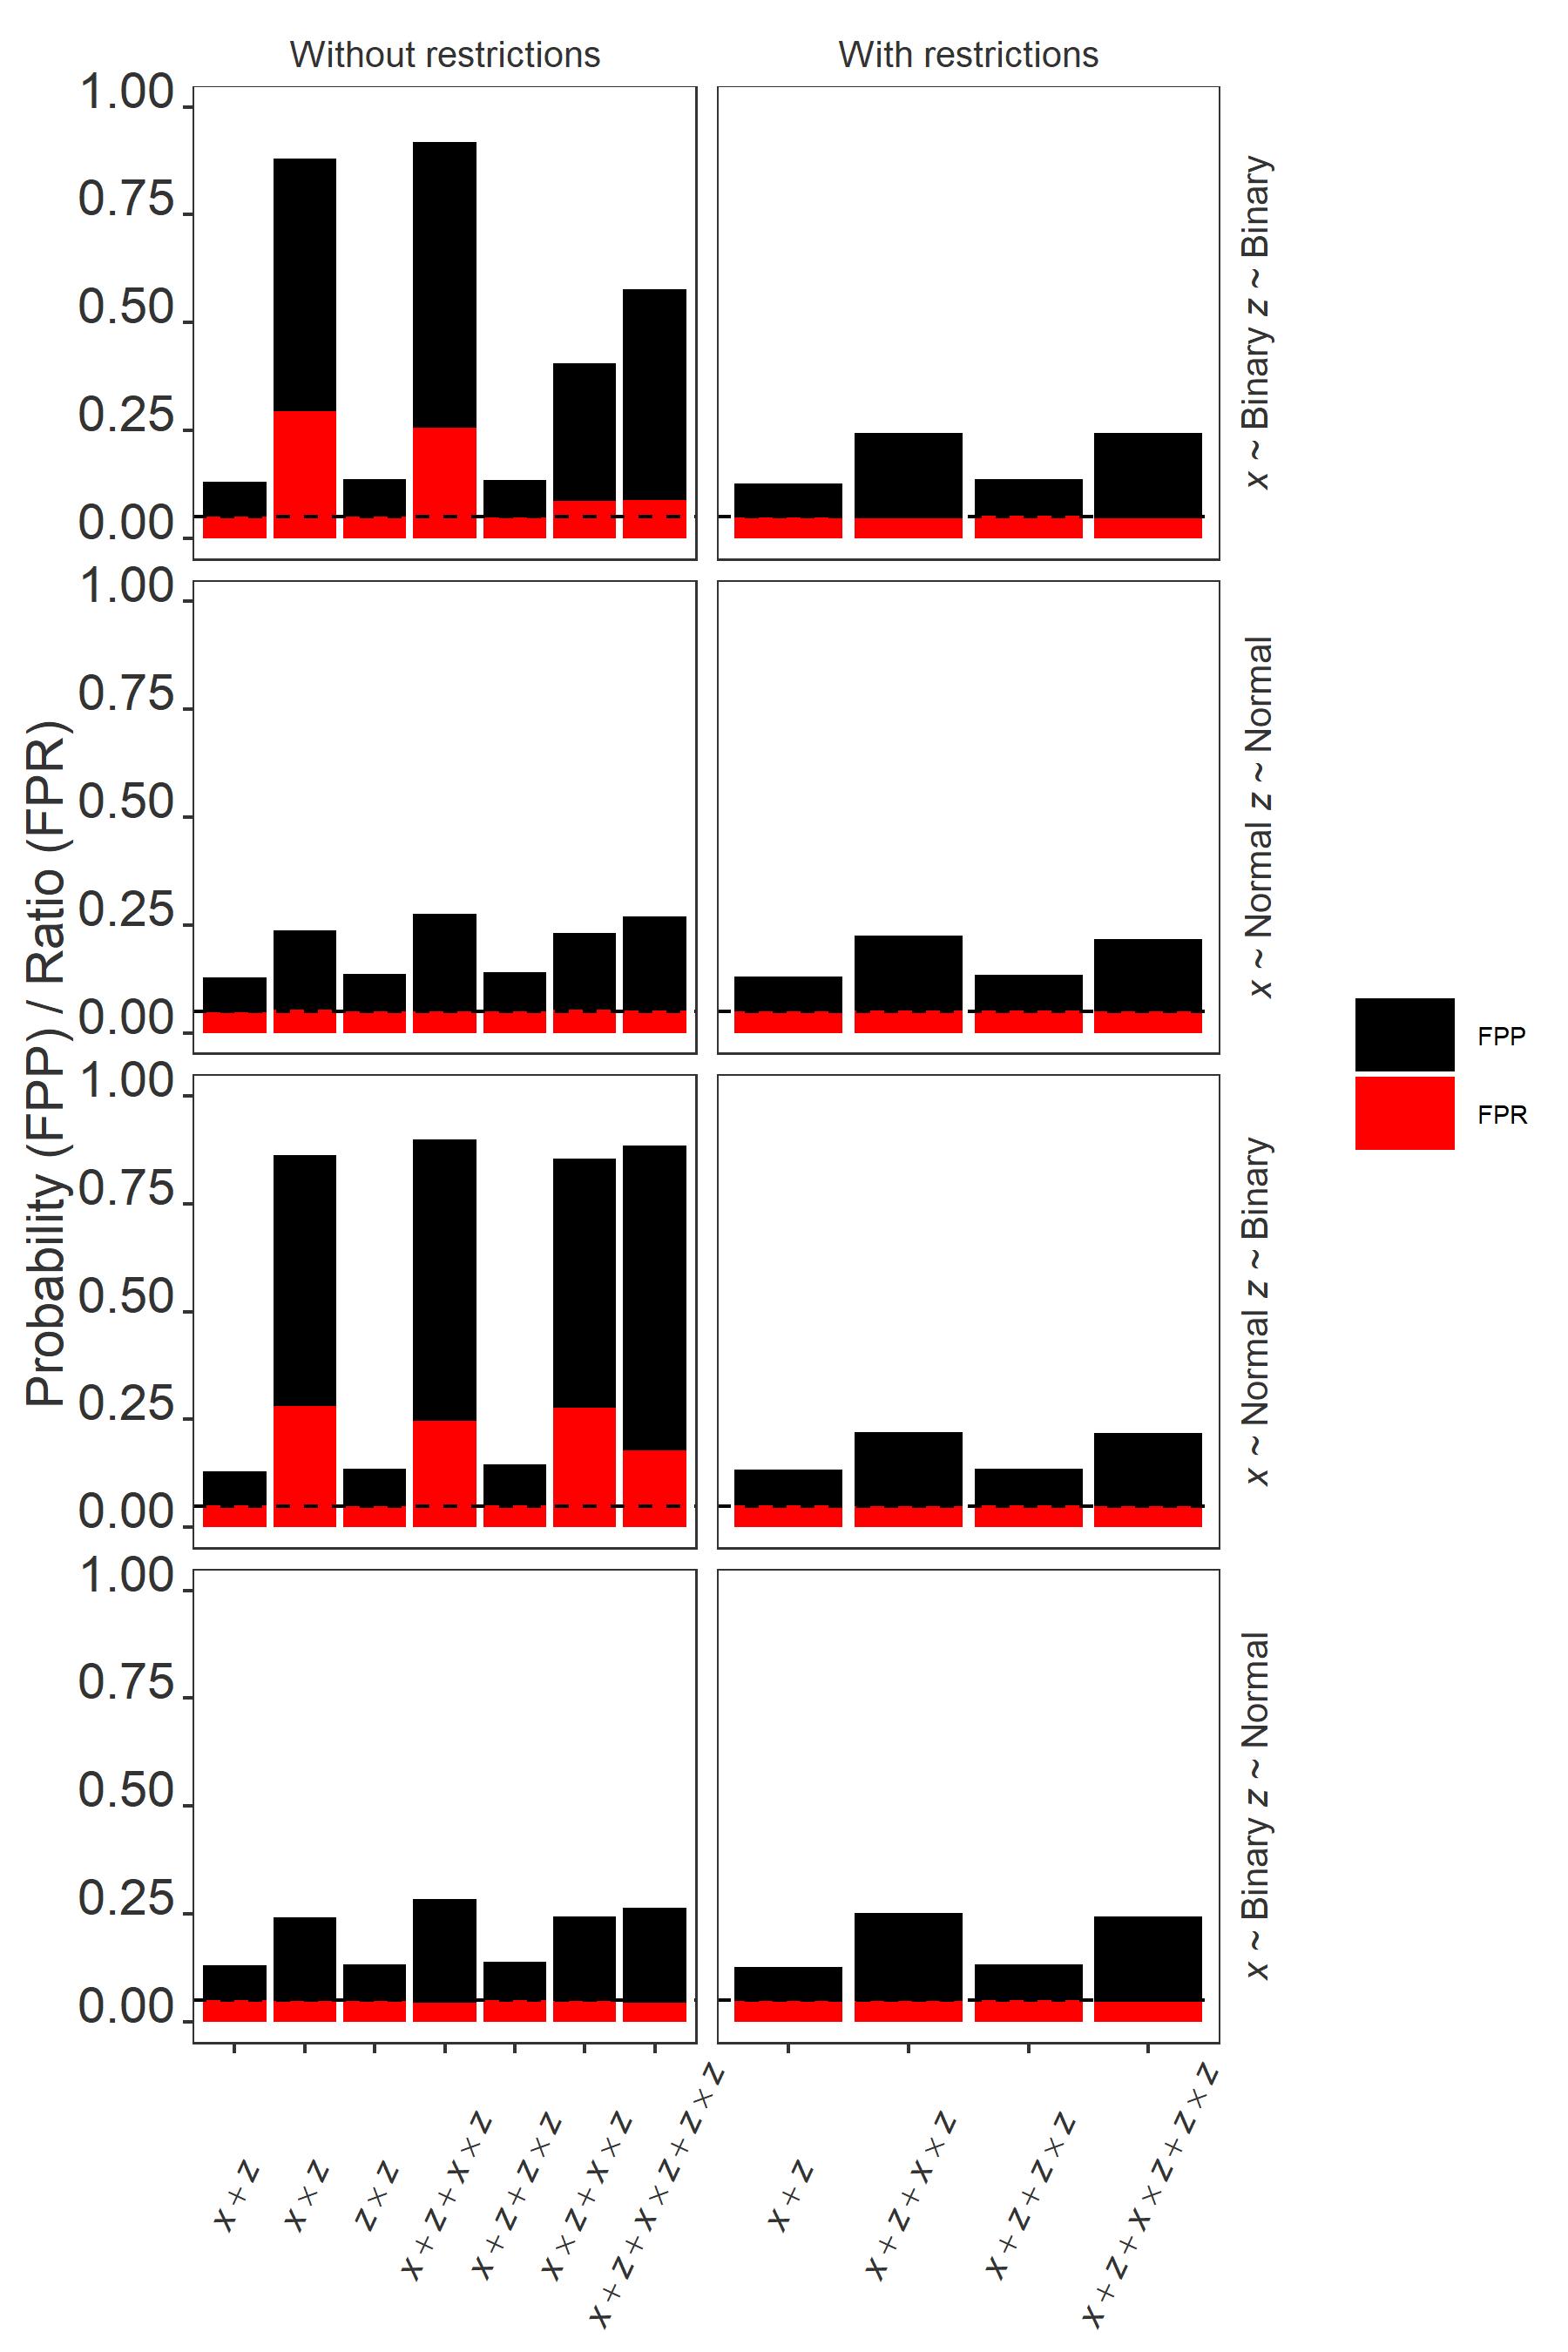 Without restrictions
With restrictions
1.00
0.75
0.50
0.25
0.00
x ~ Binary z ~ Binary
1.00
0.75
0.50
0.25
0.00
x ~ Normal z ~ Normal
1.00
0.75
0.50
0.25
0.00
x ~ Normal z ~ Binary
1.00
0.75
0.50
0.25
0.00
x ~ Binary z ~ Normal
Probability (FPP) / Ratio (FPR)
x + z
x × z
z × z
x + z + x × z
x + z + z × z
x × z + x × z
x + z + x × z + z × z
x + z
x + z + x × z
x + z + z × z
x + z + x × z + z × z
FPP
FPR